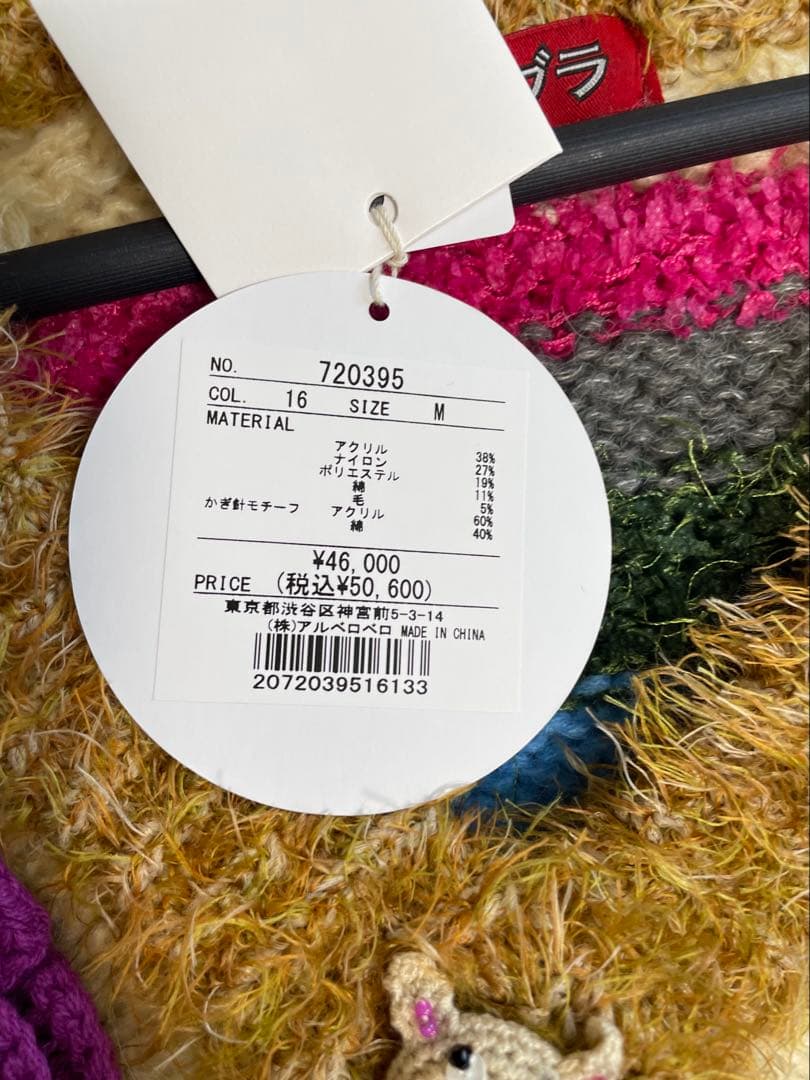 ブラ
NO. 720395
COL. 16 SIZE M
MATERIAL
アクリル 38%
ナイロン 27%
ポリエステル 19%
綿 11%
毛 5%
かぎ針モチーフ アクリル 60%
綿 40%
¥46,000
PRICE (税込¥50,600)
東京都渋谷区神宮前5-3-14
(株)アルベロベロ MADE IN CHINA
2072039516133